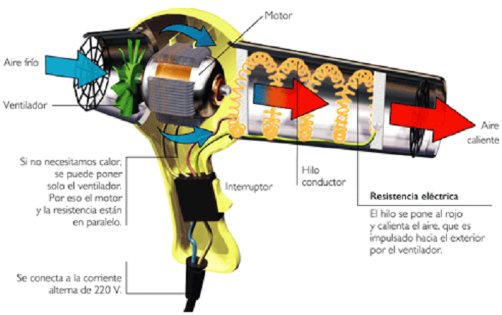 Motor
Aire frío
Ventilador
Si no necesitamos calor,
se puede poner
solo el ventilador.
Por eso el motor
y la resistencia están
en paralelo.
Interruptor
Hilo
conductor
Aire
caliente
Resistencia eléctrica
El hilo se pone al rojo
y calienta el aire, que es
impulsado hacia el exterior
por el ventilador.
Se conecta a la corriente
alterna de 220 V.